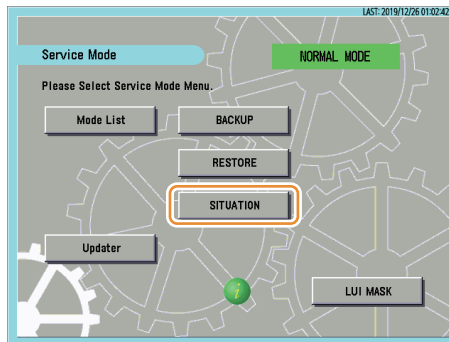 LAST: 2019/12/26 01:02:42
Service Mode
NORMAL MODE
Please Select Service Mode Menu.
Mode List
BACKUP
RESTORE
SITUATION
Updater
i
LUI MASK